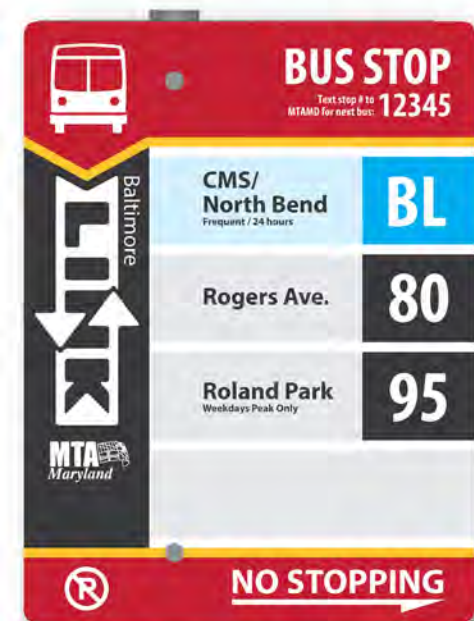 BUS STOP
Text stop # to
MTAMD for next bus: 12345
Baltimore
LINK
CMS/
North Bend
Frequent / 24 hours
BL
Rogers Ave.
80
Roland Park
Weekdays Peak Only
95
MTA
Maryland
R
NO STOPPING